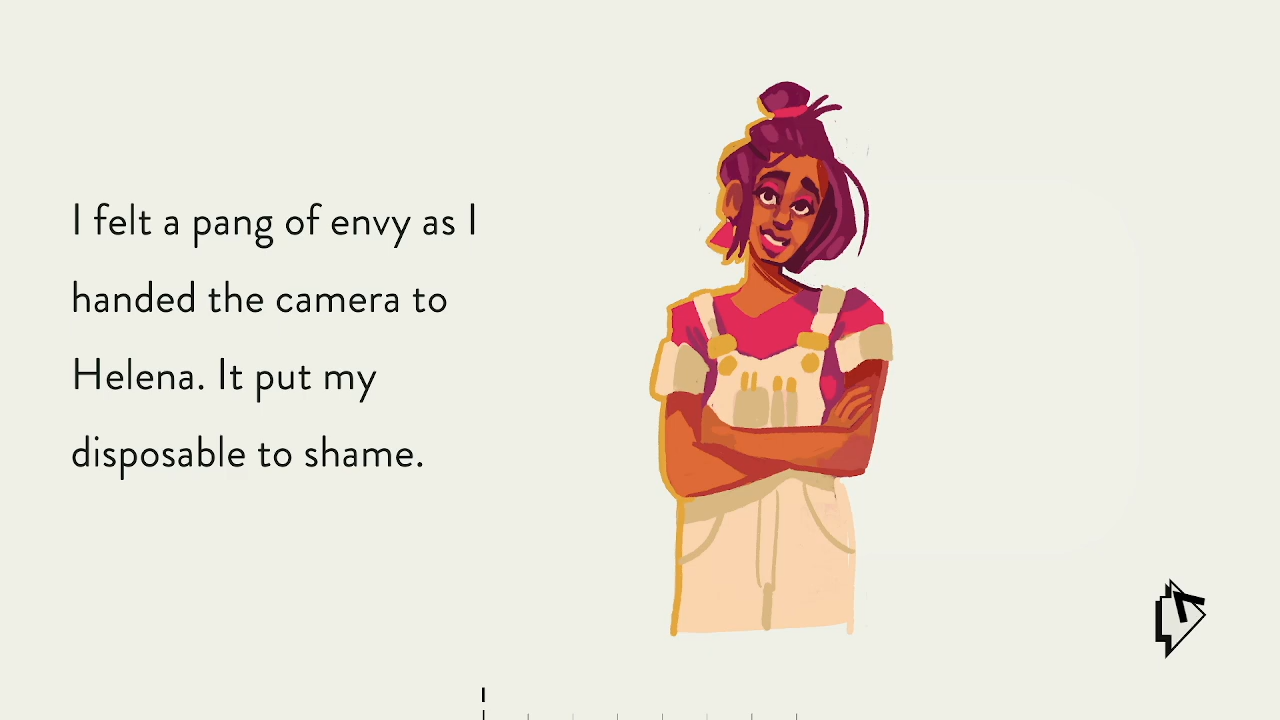 I felt a pang of envy as I
handed the camera to
Helena. It put my
disposable to shame.